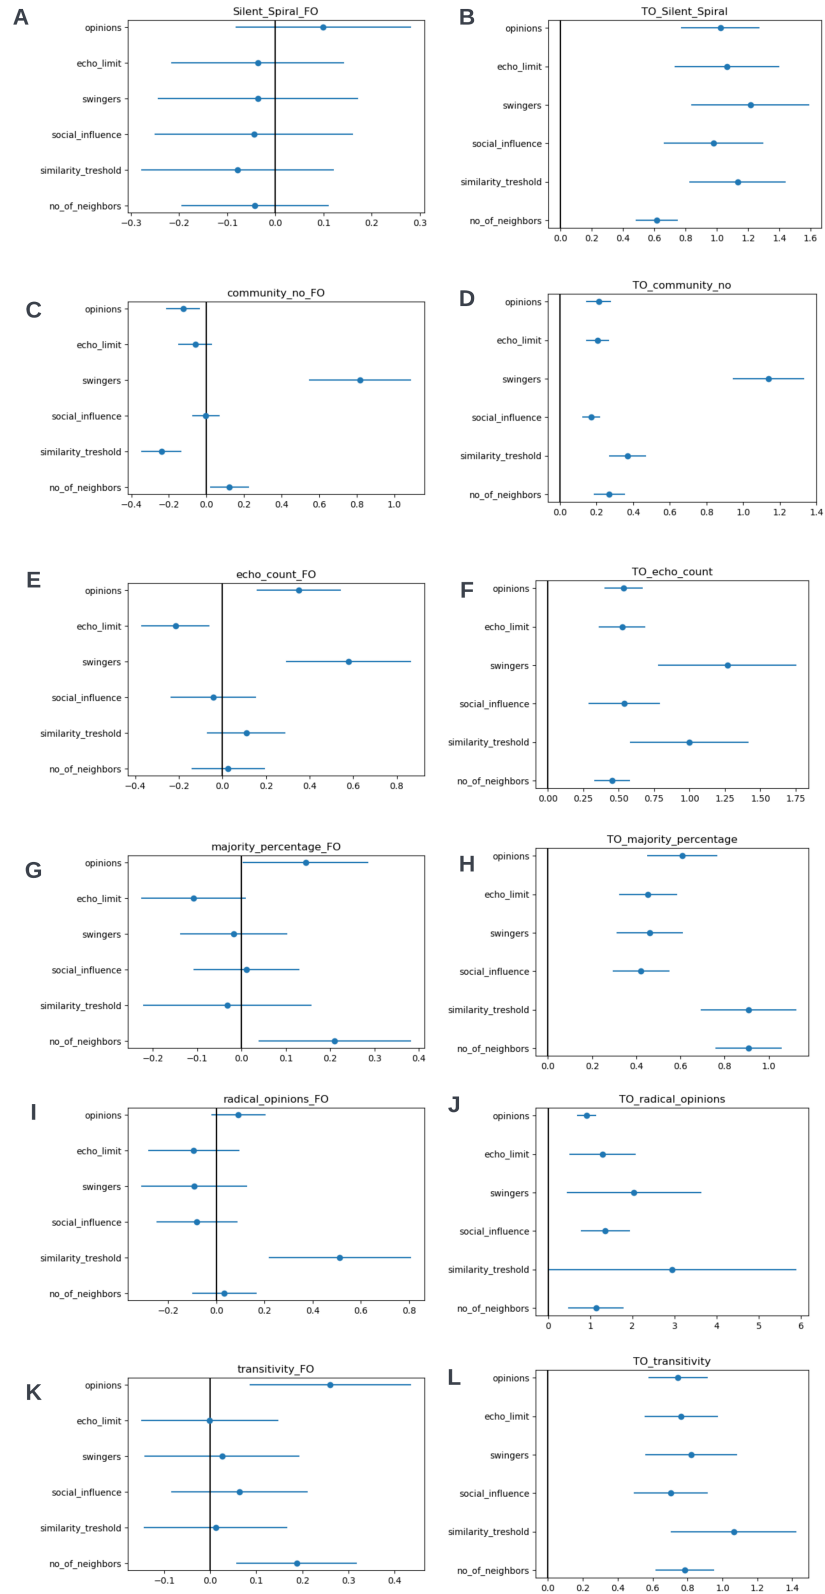 A
Silent_Spiral_FO
opinions
echo_limit
swingers
social_influence
similarity_treshold
no_of_neighbors
−0.3 −0.2 −0.1 0.0 0.1 0.2 0.3
B
TO_Silent_Spiral
opinions
echo_limit
swingers
social_influence
similarity_treshold
no_of_neighbors
0.0 0.2 0.4 0.6 0.8 1.0 1.2 1.4 1.6
C
community_no_FO
opinions
echo_limit
swingers
social_influence
similarity_treshold
no_of_neighbors
−0.4 −0.2 0.0 0.2 0.4 0.6 0.8 1.0
D
TO_community_no
opinions
echo_limit
swingers
social_influence
similarity_treshold
no_of_neighbors
0.0 0.2 0.4 0.6 0.8 1.0 1.2 1.4
E
echo_count_FO
opinions
echo_limit
swingers
social_influence
similarity_treshold
no_of_neighbors
−0.4 −0.2 0.0 0.2 0.4 0.6 0.8
F
TO_echo_count
opinions
echo_limit
swingers
social_influence
similarity_treshold
no_of_neighbors
0.00 0.25 0.50 0.75 1.00 1.25 1.50 1.75
G
majority_percentage_FO
opinions
echo_limit
swingers
social_influence
similarity_treshold
no_of_neighbors
−0.2 −0.1 0.0 0.1 0.2 0.3 0.4
H
TO_majority_percentage
opinions
echo_limit
swingers
social_influence
similarity_treshold
no_of_neighbors
0.0 0.2 0.4 0.6 0.8 1.0
I
radical_opinions_FO
opinions
echo_limit
swingers
social_influence
similarity_treshold
no_of_neighbors
−0.2 0.0 0.2 0.4 0.6 0.8
J
TO_radical_opinions
opinions
echo_limit
swingers
social_influence
similarity_treshold
no_of_neighbors
0 1 2 3 4 5 6
K
transitivity_FO
opinions
echo_limit
swingers
social_influence
similarity_treshold
no_of_neighbors
−0.1 0.0 0.1 0.2 0.3 0.4
L
TO_transitivity
opinions
echo_limit
swingers
social_influence
similarity_treshold
no_of_neighbors
0.0 0.2 0.4 0.6 0.8 1.0 1.2 1.4